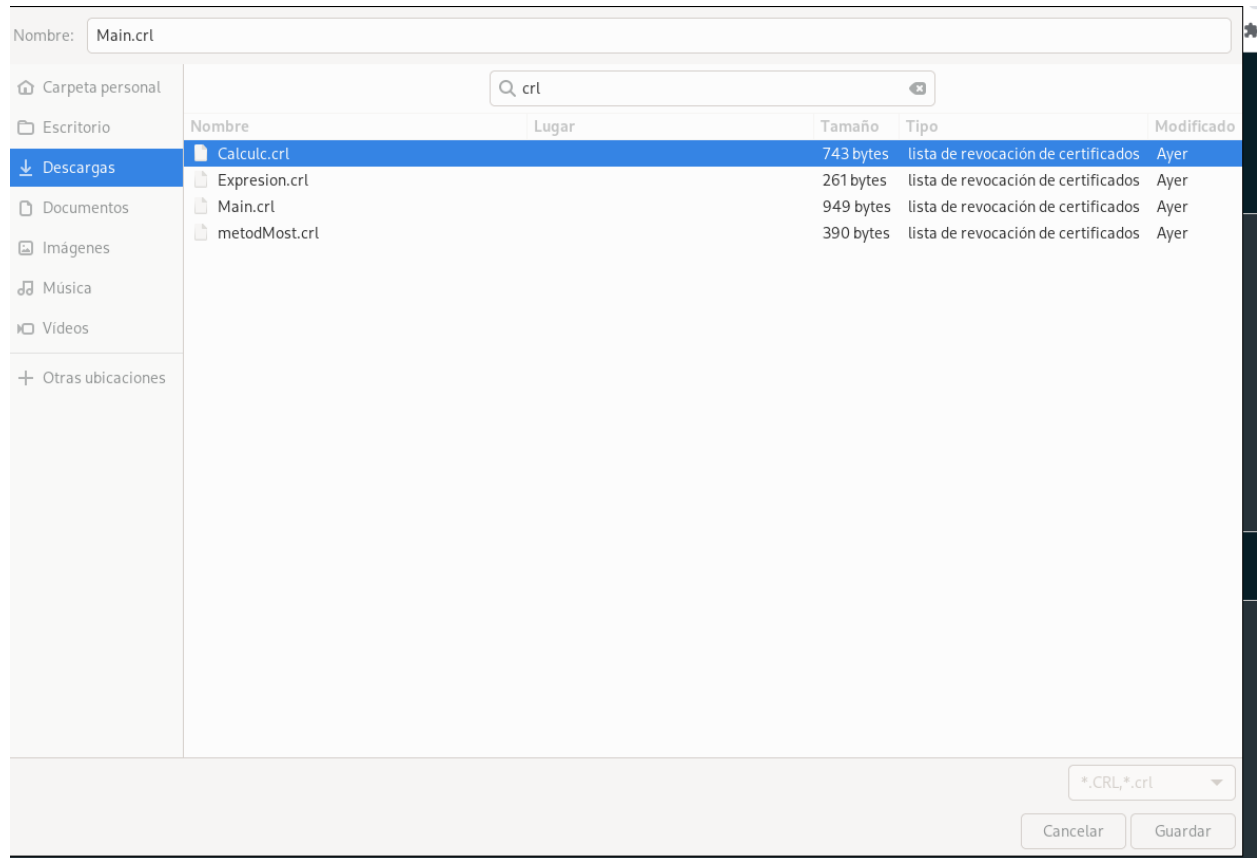 Nombre: Main.crl
Carpeta personal
Escritorio
Descargas
Documentos
Imágenes
Música
Vídeos
Otras ubicaciones
crl
Nombre Lugar Tamaño Tipo Modificado
Calculc.crl 743 bytes lista de revocación de certificados Ayer
Expresion.crl 261 bytes lista de revocación de certificados Ayer
Main.crl 949 bytes lista de revocación de certificados Ayer
metodMost.crl 390 bytes lista de revocación de certificados Ayer
*.CRL,*.crl
Cancelar Guardar